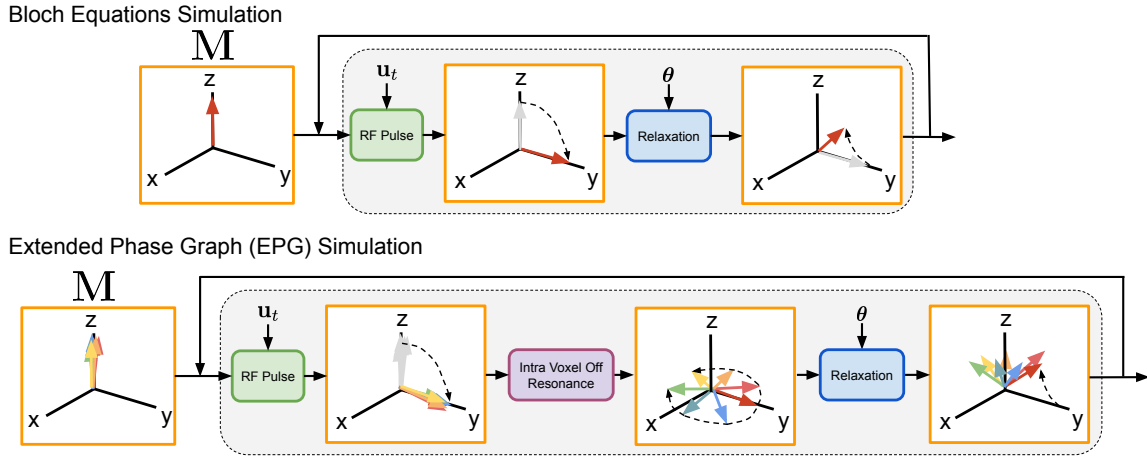 Bloch Equations Simulation
M
z
x
y
u_t
RF Pulse
z
x
y
θ
Relaxation
z
x
y
Extended Phase Graph (EPG) Simulation
M
z
x
y
u_t
RF Pulse
z
x
y
Intra Voxel Off
Resonance
z
x
y
θ
Relaxation
z
x
y